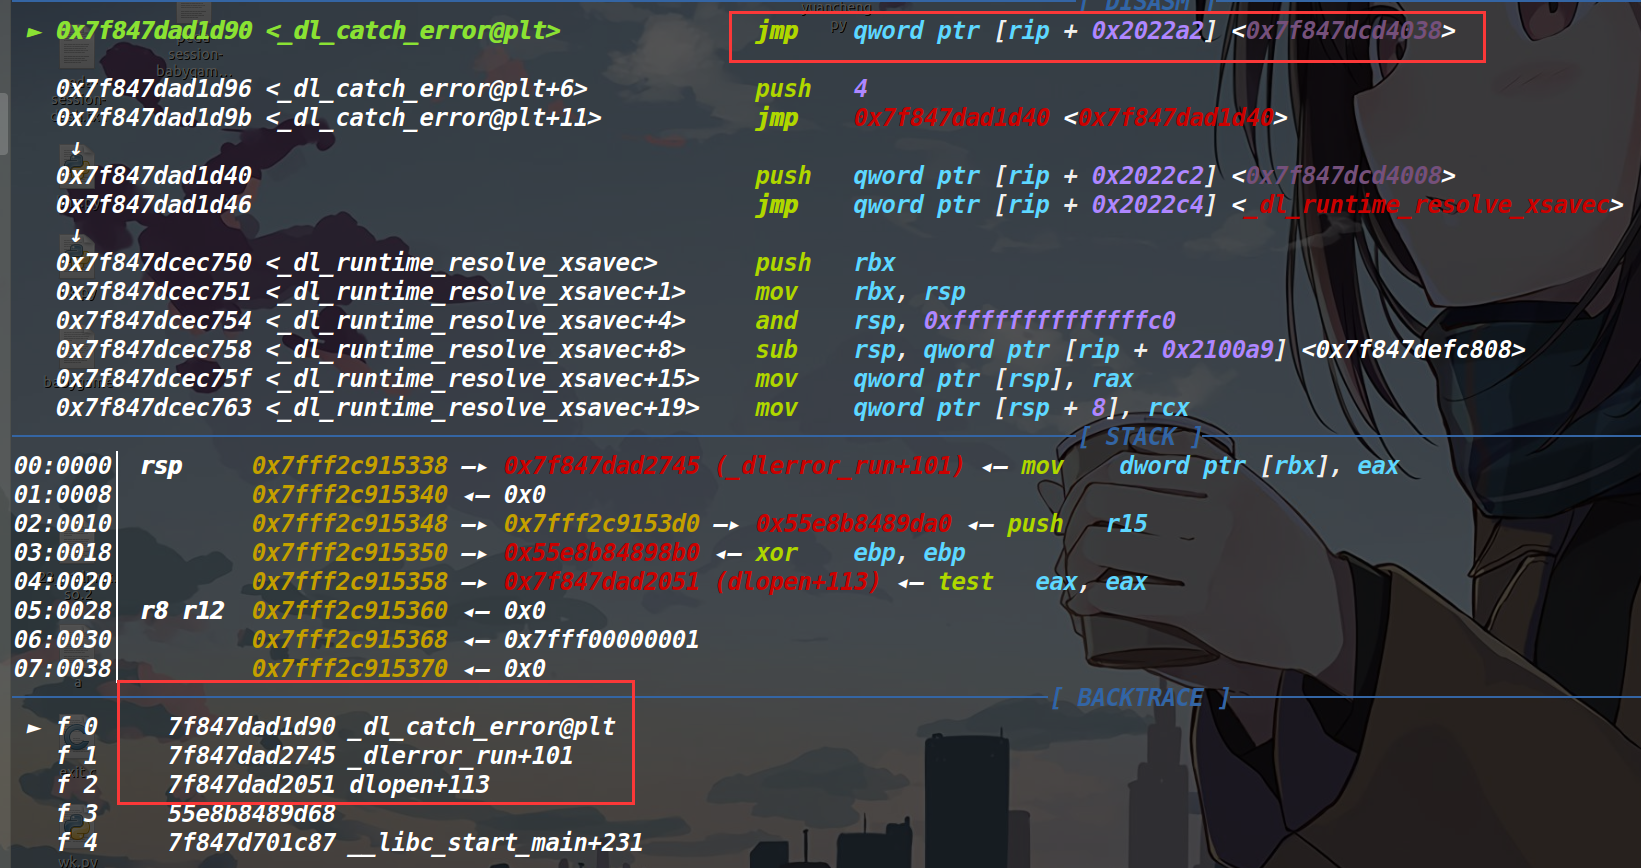 [ DISASM ]
► 0x7f847dad1d90 <_dl_catch_error@plt> jmp qword ptr [rip + 0x2022a2] <0x7f847dcd4038>
0x7f847dad1d96 <_dl_catch_error@plt+6> push 4
0x7f847dad1d9b <_dl_catch_error@plt+11> jmp 0x7f847dad1d40 <0x7f847dad1d40>
↓
0x7f847dad1d40 push qword ptr [rip + 0x2022c2] <0x7f847dcd4008>
0x7f847dad1d46 jmp qword ptr [rip + 0x2022c4] <_dl_runtime_resolve_xsavec>
↓
0x7f847dcec750 <_dl_runtime_resolve_xsavec> push rbx
0x7f847dcec751 <_dl_runtime_resolve_xsavec+1> mov rbx, rsp
0x7f847dcec754 <_dl_runtime_resolve_xsavec+4> and rsp, 0xffffffffffffffc0
0x7f847dcec758 <_dl_runtime_resolve_xsavec+8> sub rsp, qword ptr [rip + 0x2100a9] <0x7f847defc808>
0x7f847dcec75f <_dl_runtime_resolve_xsavec+15> mov qword ptr [rsp], rax
0x7f847dcec763 <_dl_runtime_resolve_xsavec+19> mov qword ptr [rsp + 8], rcx
[ STACK ]
00:0000│ rsp 0x7fff2c915338 —▸ 0x7f847dad2745 (_dlerror_run+101) ◂— mov dword ptr [rbx], eax
01:0008│ 0x7fff2c915340 ◂— 0x0
02:0010│ 0x7fff2c915348 —▸ 0x7fff2c9153d0 —▸ 0x55e8b8489da0 ◂— push r15
03:0018│ 0x7fff2c915350 —▸ 0x55e8b84898b0 ◂— xor ebp, ebp
04:0020│ 0x7fff2c915358 —▸ 0x7f847dad2051 (dlopen+113) ◂— test eax, eax
05:0028│ r8 r12 0x7fff2c915360 ◂— 0x0
06:0030│ 0x7fff2c915368 ◂— 0x7fff00000001
07:0038│ 0x7fff2c915370 ◂— 0x0
[ BACKTRACE ]
► f 0 7f847dad1d90 _dl_catch_error@plt
f 1 7f847dad2745 _dlerror_run+101
f 2 7f847dad2051 dlopen+113
f 3 55e8b8489d68
f 4 7f847d701c87 __libc_start_main+231
yuancheng
py
session-
babygam...
so.z
a
wk.py